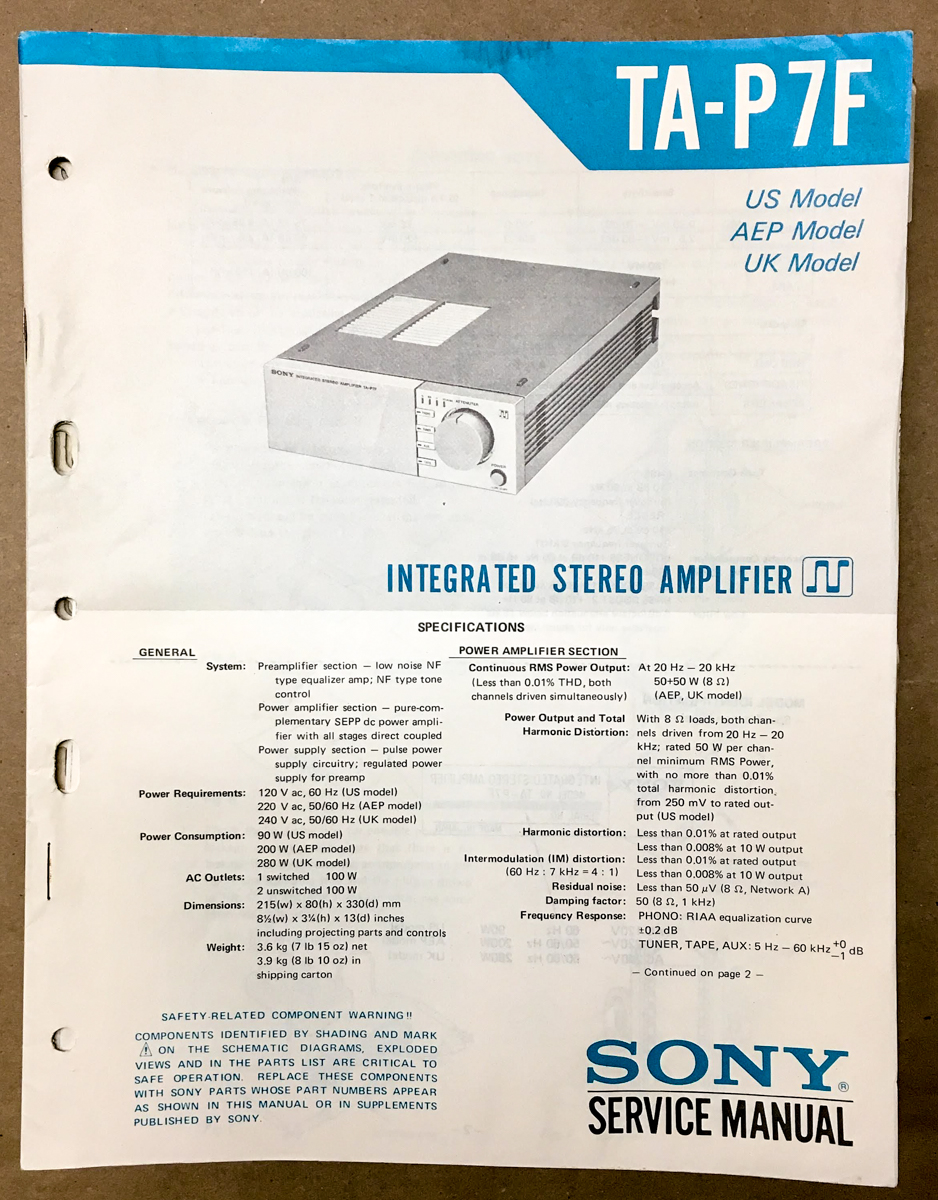 TA-P7F
US Model
AEP Model
UK Model
SONY INTEGRATED STEREO AMPLIFIER TA-P7F
ATTENUATOR
POWER
INTEGRATED STEREO AMPLIFIER
SPECIFICATIONS
GENERAL
System: Preamplifier section – low noise NF
type equalizer amp; NF type tone
control
Power amplifier section – pure-com-
plementary SEPP dc power ampli-
fier with all stages direct coupled
Power supply section – pulse power
supply circuitry; regulated power
supply for preamp
Power Requirements: 120 V ac, 60 Hz (US model)
220 V ac, 50/60 Hz (AEP model)
240 V ac, 50/60 Hz (UK model)
Power Consumption: 90 W (US model)
200 W (AEP model)
280 W (UK model)
AC Outlets: 1 switched 100 W
2 unswitched 100 W
Dimensions: 215(w) x 80(h) x 330(d) mm
8½(w) x 3¼(h) x 13(d) inches
including projecting parts and controls
Weight: 3.6 kg (7 lb 15 oz) net
3.9 kg (8 lb 10 oz) in
shipping carton
POWER AMPLIFIER SECTION
Continuous RMS Power Output: At 20 Hz – 20 kHz
(Less than 0.01% THD, both 50+50 W (8 Ω)
channels driven simultaneously) (AEP, UK model)
Power Output and Total With 8 Ω loads, both chan-
Harmonic Distortion: nels driven from 20 Hz – 20
kHz; rated 50 W per chan-
nel minimum RMS Power,
with no more than 0.01%
total harmonic distortion,
from 250 mV to rated out-
put (US model)
Harmonic distortion: Less than 0.01% at rated output
Less than 0.008% at 10 W output
Intermodulation (IM) distortion: Less than 0.01% at rated output
(60 Hz : 7 kHz = 4 : 1) Less than 0.008% at 10 W output
Residual noise: Less than 50 μV (8 Ω, Network A)
Damping factor: 50 (8 Ω, 1 kHz)
Frequency Response: PHONO: RIAA equalization curve
±0.2 dB
TUNER, TAPE, AUX: 5 Hz – 60 kHz +0 −1 dB
– Continued on page 2 –
SAFETY-RELATED COMPONENT WARNING!!
COMPONENTS IDENTIFIED BY SHADING AND MARK
⚠ ON THE SCHEMATIC DIAGRAMS, EXPLODED
VIEWS AND IN THE PARTS LIST ARE CRITICAL TO
SAFE OPERATION. REPLACE THESE COMPONENTS
WITH SONY PARTS WHOSE PART NUMBERS APPEAR
AS SHOWN IN THIS MANUAL OR IN SUPPLEMENTS
PUBLISHED BY SONY.
SONY®
SERVICE MANUAL